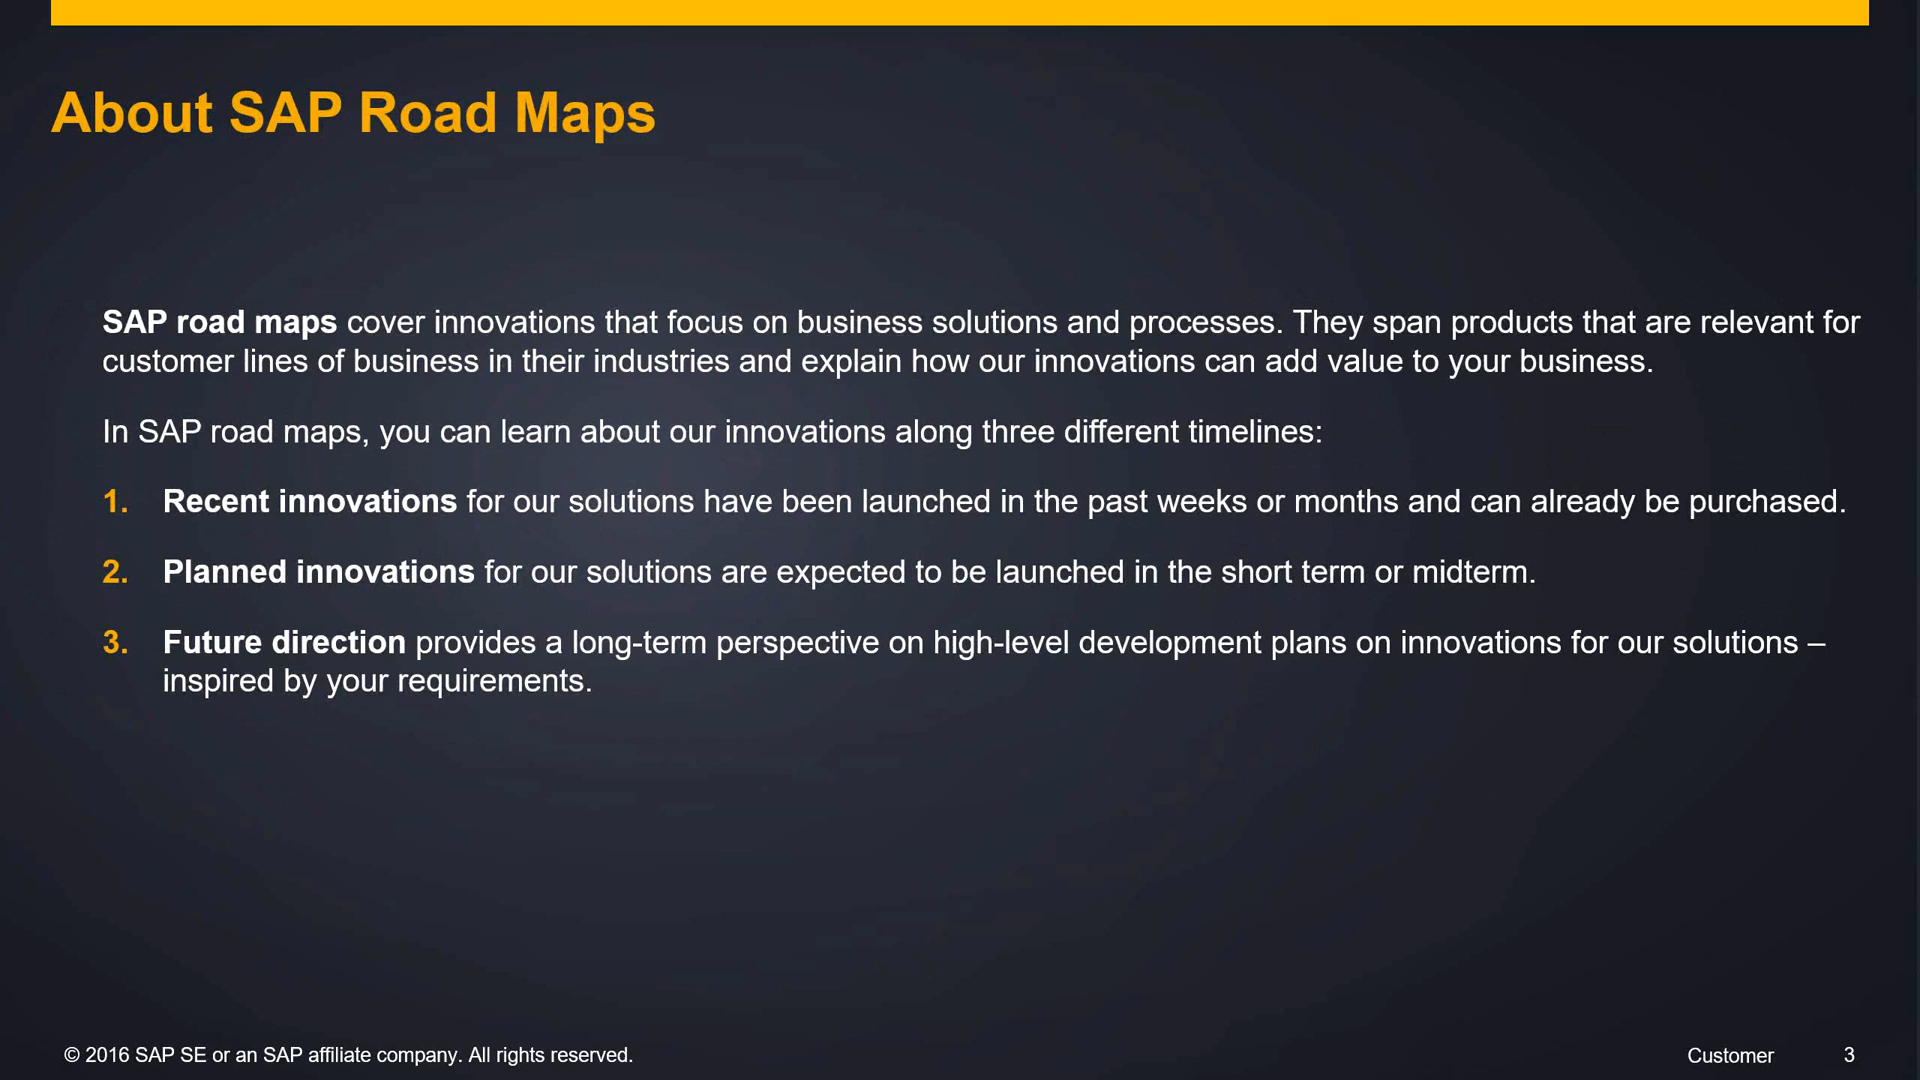 About SAP Road Maps
SAP road maps cover innovations that focus on business solutions and processes. They span products that are relevant for
customer lines of business in their industries and explain how our innovations can add value to your business.
In SAP road maps, you can learn about our innovations along three different timelines:
1. Recent innovations for our solutions have been launched in the past weeks or months and can already be purchased.
2. Planned innovations for our solutions are expected to be launched in the short term or midterm.
3. Future direction provides a long-term perspective on high-level development plans on innovations for our solutions –
inspired by your requirements.
© 2016 SAP SE or an SAP affiliate company. All rights reserved.
Customer 3